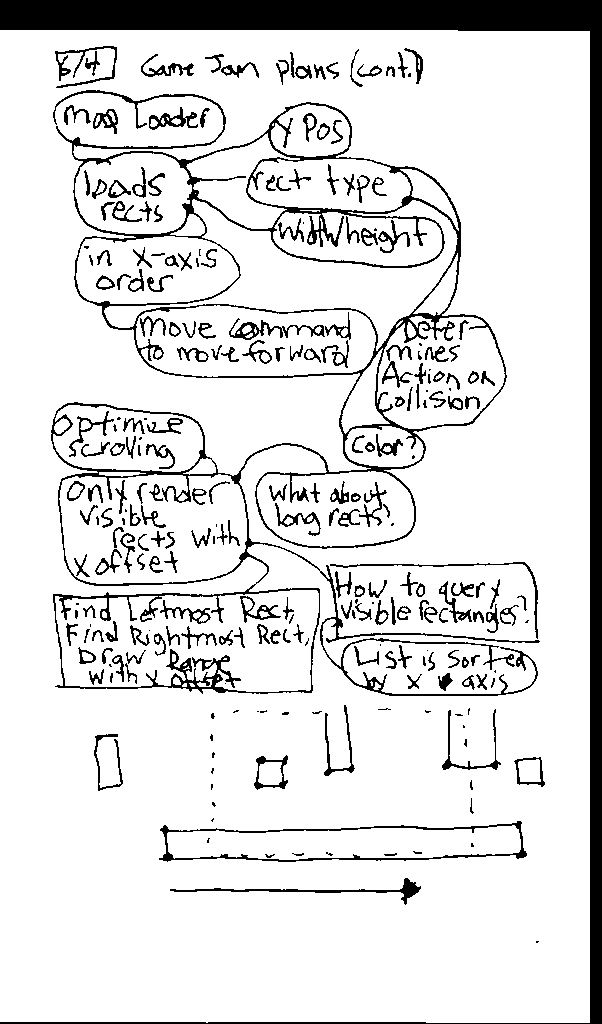 6/4 Game Jam plans (cont.)
Map Loader
Y Pos
loads
rects
rect type
width/height
in x-axis
order
move command
to move forward
Deter-
mines
Action on
Collision
Color?
Optimize
scrolling
Only render
visible
rects with
x offset
What about
long rects?
How to query
visible rectangles?
Find Leftmost Rect,
Find Rightmost Rect,
Draw Range
With X Offset
List is sorted
by x axis